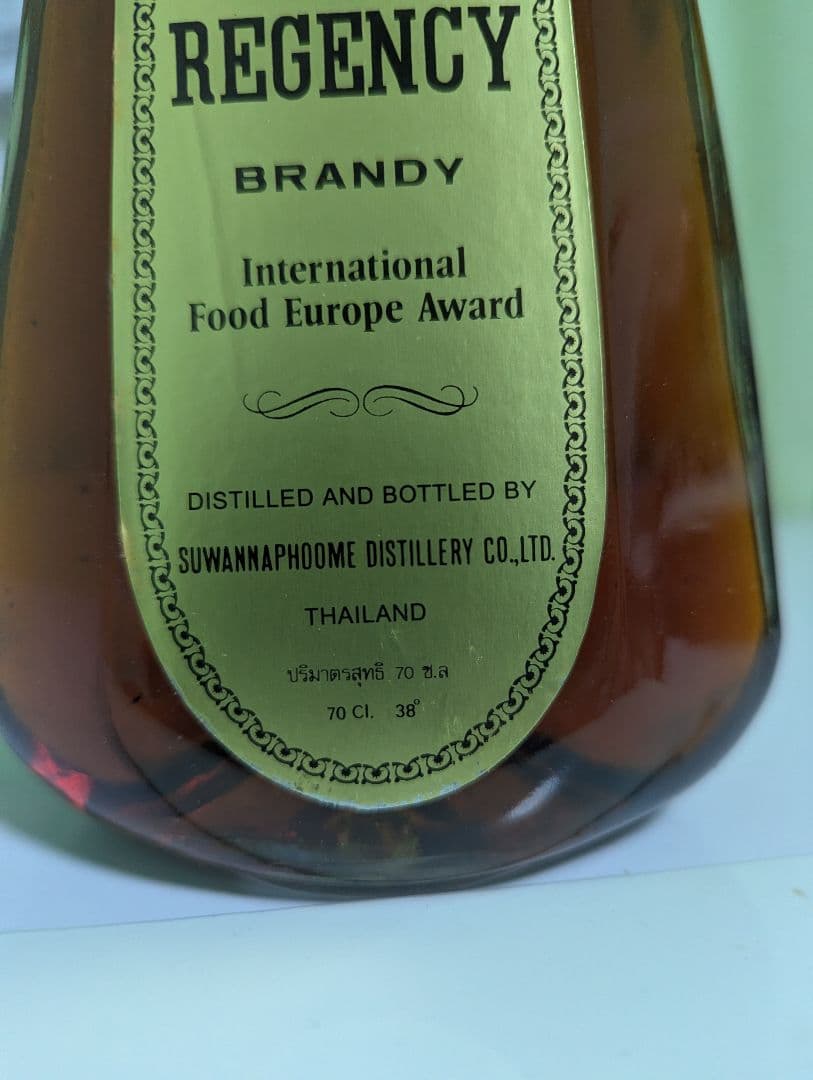 REGENCY
BRANDY
International
Food Europe Award
DISTILLED AND BOTTLED BY
SUWANNAPHOOME DISTILLERY CO.,LTD.
THAILAND
ปริมาตรสุทธิ 70 ซ.ล
70 Cl. 38°